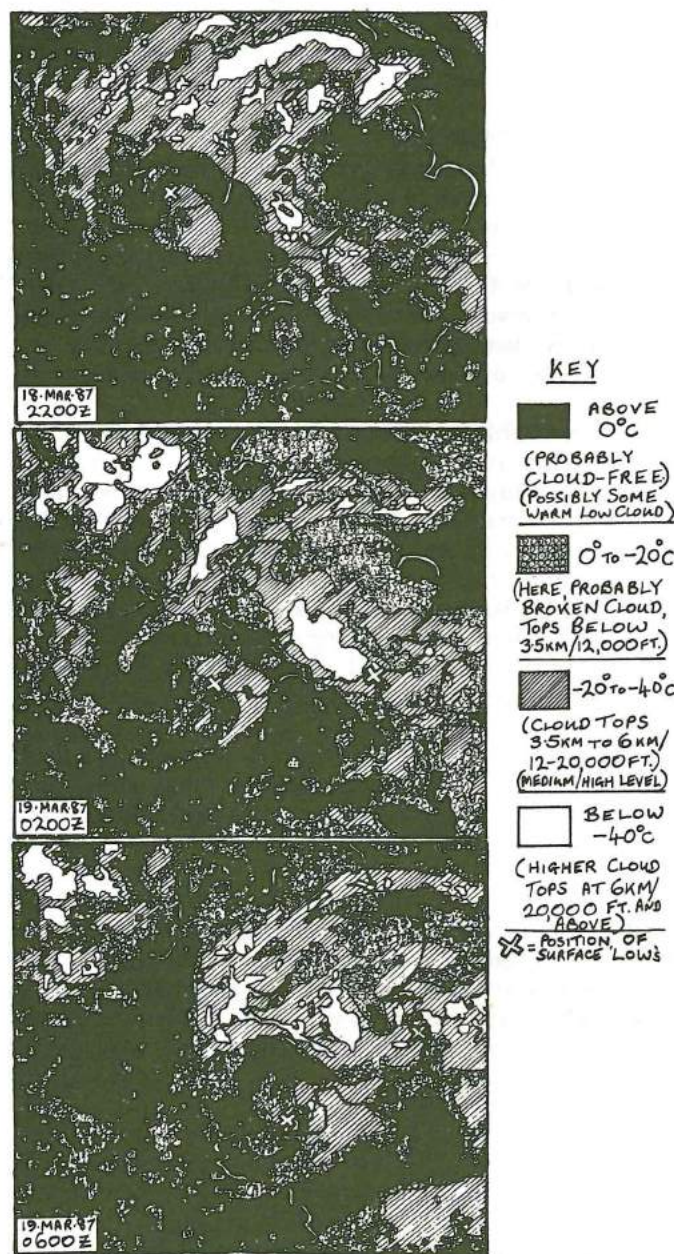 18·MAR·87
2200Z
19·MAR·87
0200Z
19·MAR·87
0600Z
KEY
ABOVE
0°C
(PROBABLY
CLOUD-FREE)
(POSSIBLY SOME
WARM LOW CLOUD)
0° TO -20°C
(HERE, PROBABLY
BROKEN CLOUD,
TOPS BELOW
3·5KM/12,000FT.)
-20° TO -40°C
(CLOUD TOPS
3·5KM TO 6KM/
12-20,000FT.)
(MEDIUM/HIGH LEVEL)
BELOW
-40°C
(HIGHER CLOUD
TOPS AT 6KM/
20,000 FT. AND
ABOVE)
X = POSITION OF
SURFACE LOWS